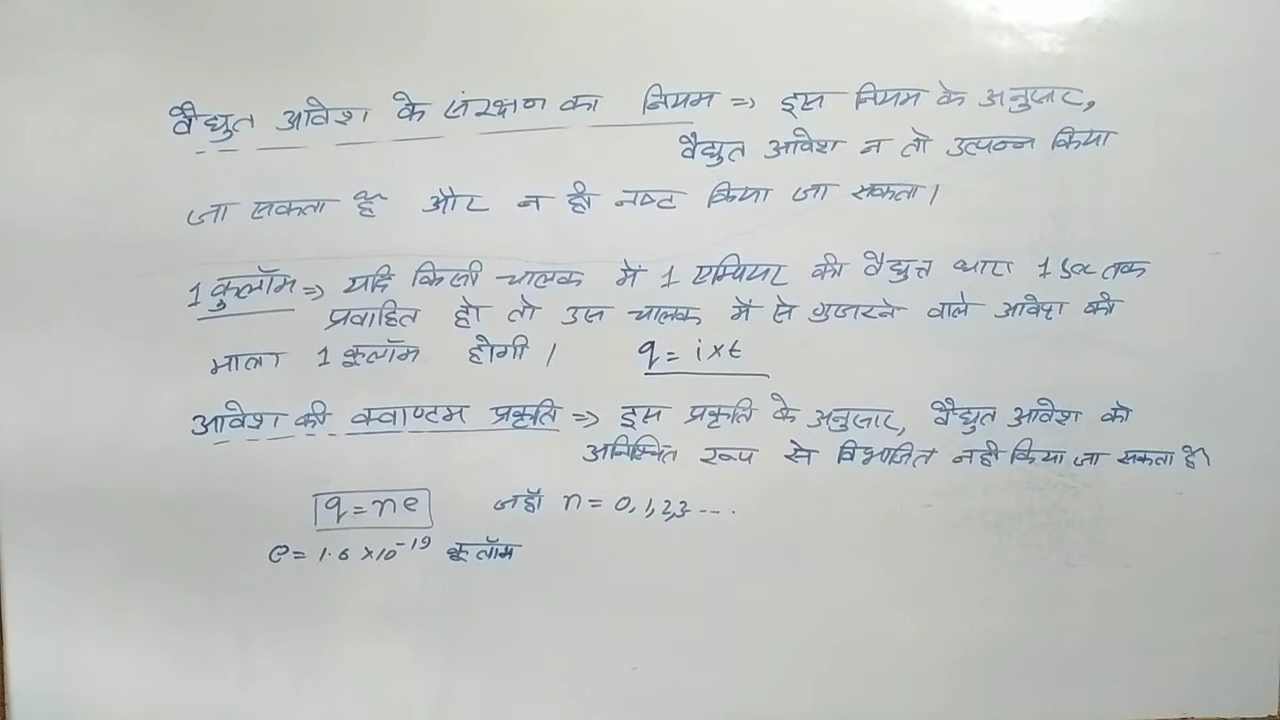 वैद्युत आवेश के संरक्षण का नियम => इस नियम के अनुसार,
वैद्युत आवेश न तो उत्पन्न किया
जा सकता है और न ही नष्ट किया जा सकता।
1 कुलॉम => यदि किसी चालक में 1 एम्पियर की वैद्युत धारा 1 Sec तक
प्रवाहित हो तो उस चालक में से गुजरने वाले आवेश की
मात्रा 1 कूलॉम होगी। q = i×t
आवेश की क्वाण्टम प्रकृति => इस प्रकृति के अनुसार, वैद्युत आवेश को
अनिश्चित रूप से विभाजित नही किया जा सकता है
q = ne जहाँ n = 0, 1, 2, 3 ----
e = 1.6 ×10⁻¹⁹ कूलॉम